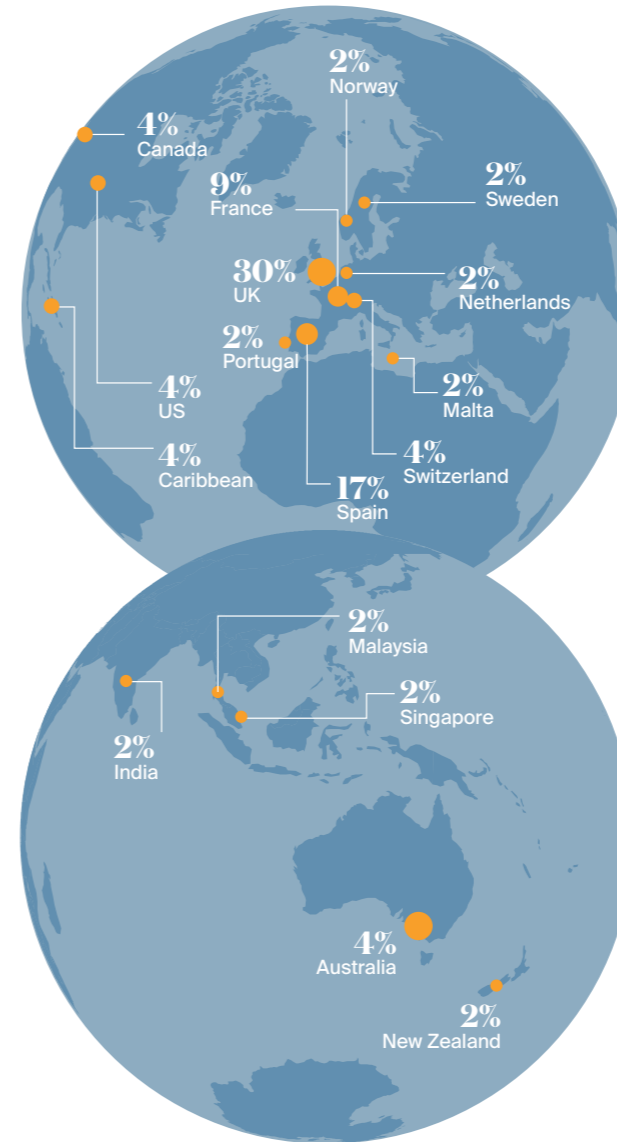 2%
Norway
4%
Canada
9%
France
2%
Sweden
30%
UK
2%
Netherlands
2%
Portugal
4%
US
2%
Malta
4%
Caribbean
4%
Switzerland
17%
Spain
2%
Malaysia
2%
Singapore
2%
India
4%
Australia
2%
New Zealand